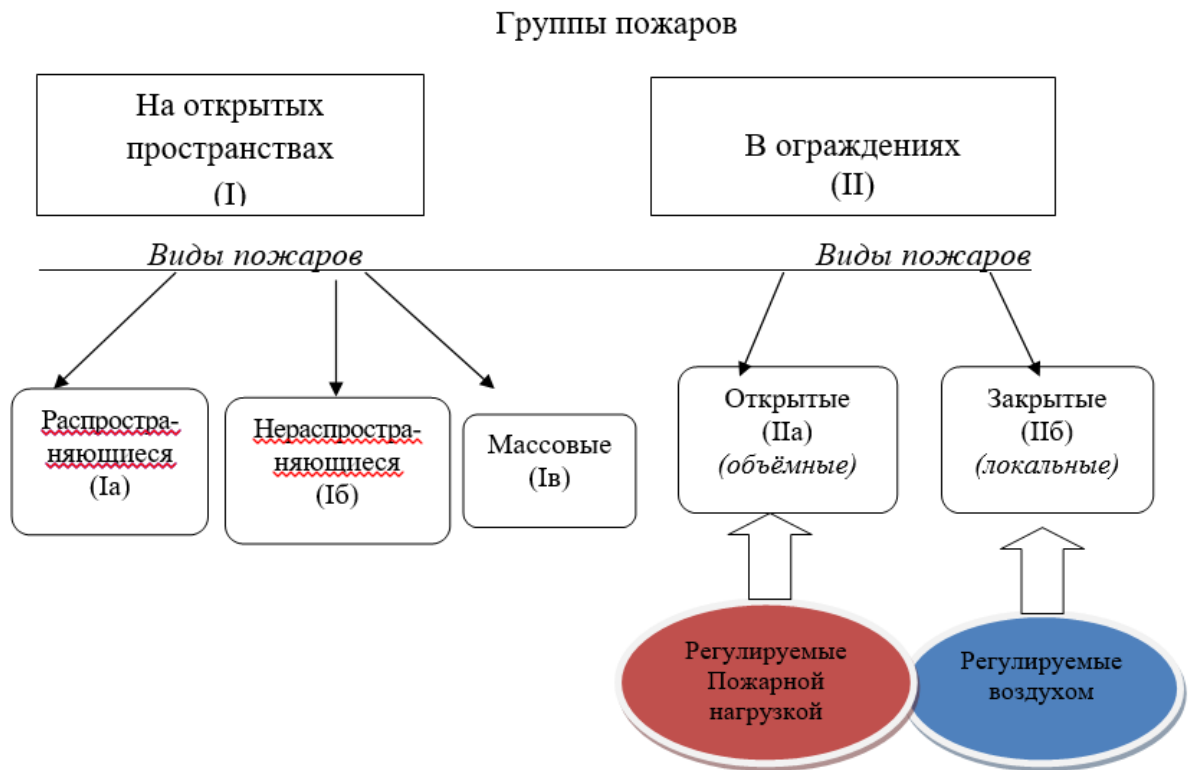 Группы пожаров
На открытых
пространствах
(I)
В ограждениях
(II)
Виды пожаров
Виды пожаров
Распростра-
няющиеся
(Iа)
Нераспростра-
няющиеся
(Iб)
Массовые
(Iв)
Открытые
(IIа)
(объёмные)
Закрытые
(IIб)
(локальные)
Регулируемые
Пожарной
нагрузкой
Регулируемые
воздухом